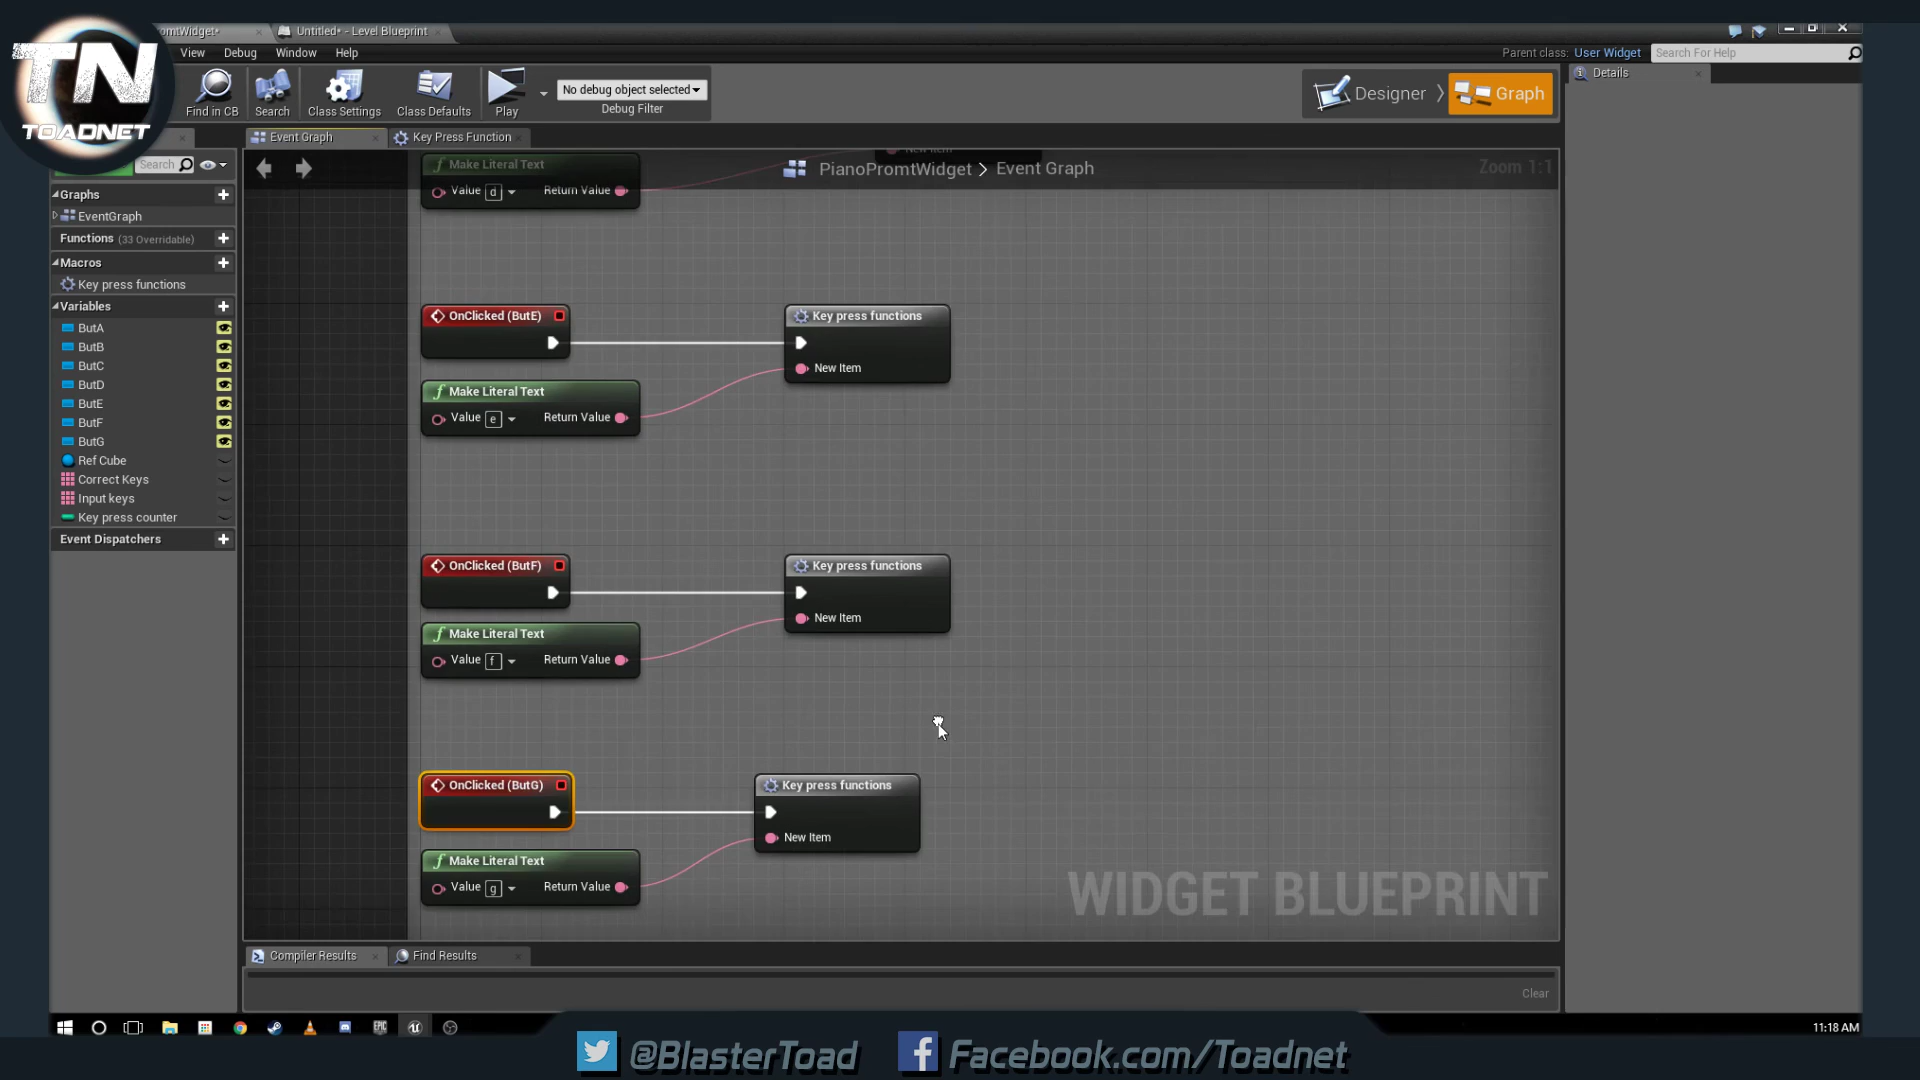 TN
TOADNET
omtWidget*
Untitled* - Level Blueprint
View
Debug
Window
Help
Parent class: User Widget
Search For Help
Find in CB
Search
Class Settings
Class Defaults
Play
No debug object selected
Debug Filter
Designer
Graph
Details
Event Graph
Key Press Function
Search
PianoPromtWidget > Event Graph
Zoom 1:1
Graphs
EventGraph
Functions (33 Overridable)
Macros
Key press functions
Variables
ButA
ButB
ButC
ButD
ButE
ButF
ButG
Ref Cube
Correct Keys
Input keys
Key press counter
Event Dispatchers
Make Literal Text
Value d
Return Value
New Item
OnClicked (ButE)
Key press functions
New Item
Make Literal Text
Value e
Return Value
OnClicked (ButF)
Key press functions
New Item
Make Literal Text
Value f
Return Value
OnClicked (ButG)
Key press functions
New Item
Make Literal Text
Value g
Return Value
WIDGET BLUEPRINT
Compiler Results
Find Results
Clear
EPIC
11:18 AM
@BlasterToad
Facebook.com/Toadnet